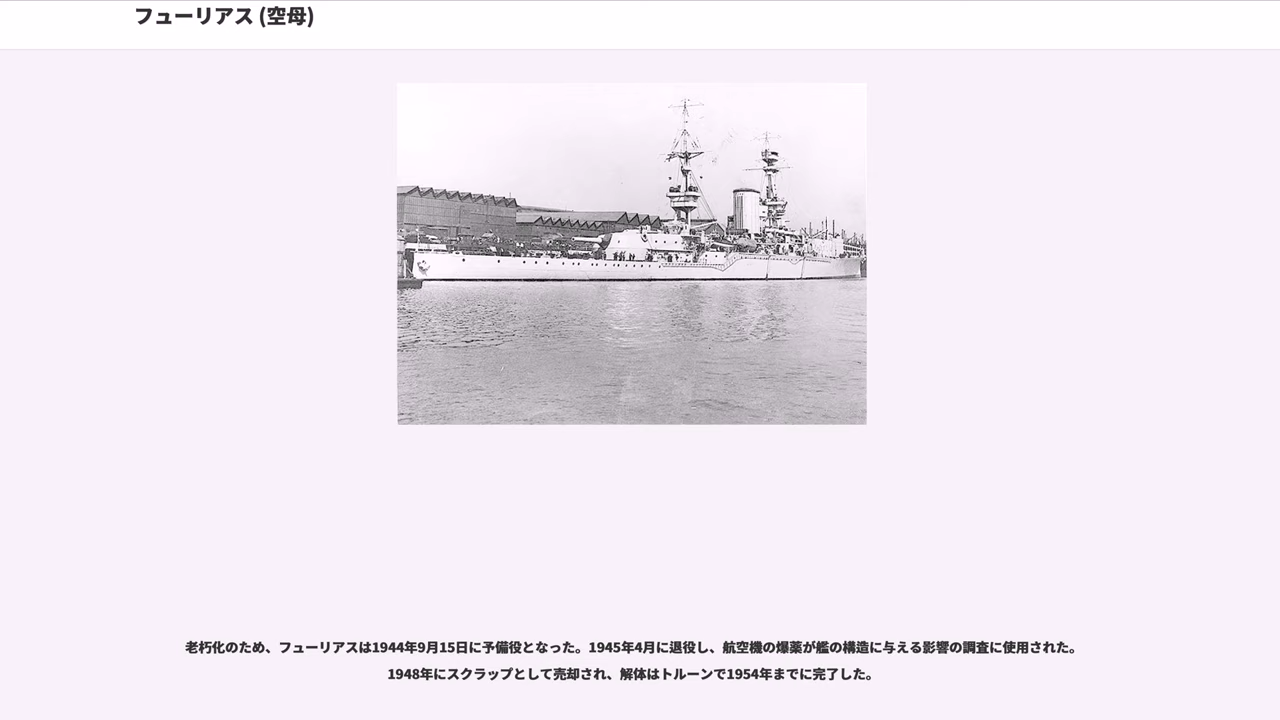 フューリアス (空母)
老朽化のため、フューリアスは1944年9月15日に予備役となった。1945年4月に退役し、航空機の爆薬が艦の構造に与える影響の調査に使用された。
1948年にスクラップとして売却され、解体はトルーンで1954年までに完了した。